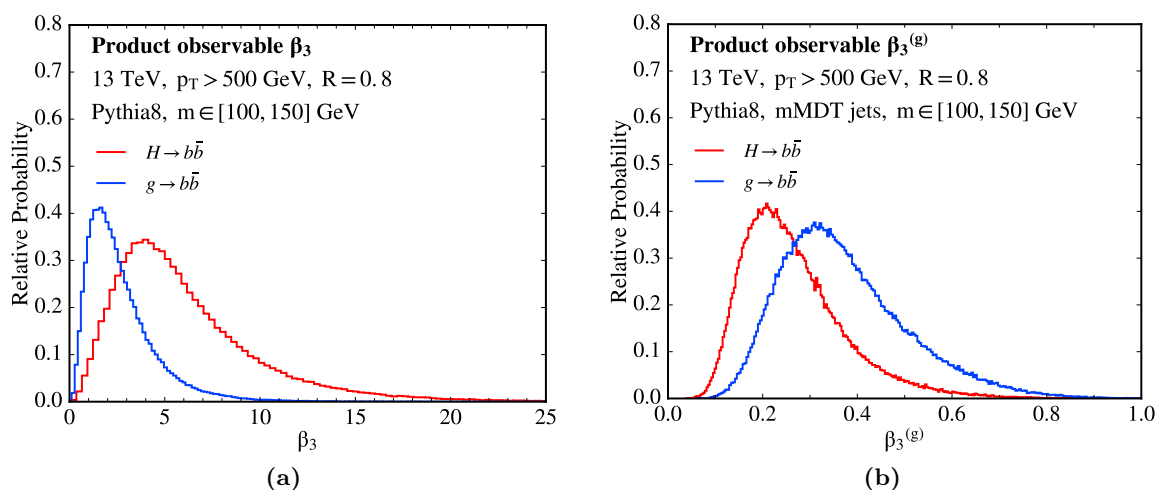 0.8
0.7
0.6
0.5
0.4
0.3
0.2
0.1
0.0
Relative Probability
Product observable β₃
13 TeV, p_T > 500 GeV, R = 0.8
Pythia8, m ∈ [100, 150] GeV
H → bb̄
g → bb̄
0 5 10 15 20 25
β₃
(a)
0.8
0.7
0.6
0.5
0.4
0.3
0.2
0.1
0.0
Relative Probability
Product observable β₃⁽ᵍ⁾
13 TeV, p_T > 500 GeV, R = 0.8
Pythia8, mMDT jets, m ∈ [100, 150] GeV
H → bb̄
g → bb̄
0.0 0.2 0.4 0.6 0.8 1.0
β₃⁽ᵍ⁾
(b)